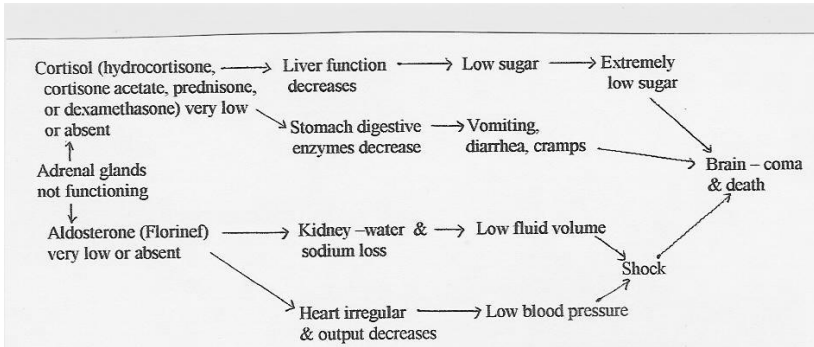 Cortisol (hydrocortisone,
cortisone acetate, prednisone,
or dexamethasone) very low
or absent
Liver function
decreases
Low sugar
Extremely
low sugar
Stomach digestive
enzymes decrease
Vomiting,
diarrhea, cramps
Brain – coma
& death
Adrenal glands
not functioning
Aldosterone (Florinef)
very low or absent
Kidney –water &
sodium loss
Low fluid volume
Shock
Heart irregular
& output decreases
Low blood pressure